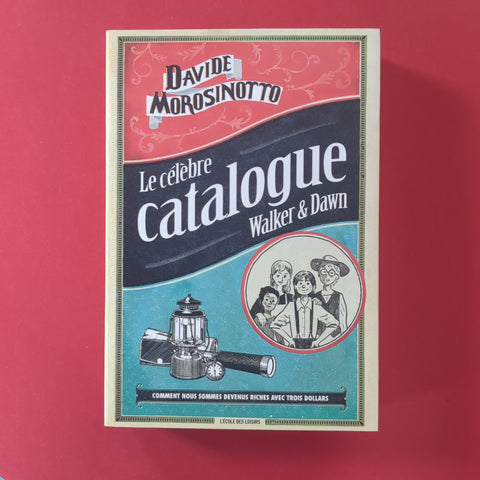 DAVIDE
MOROSINOTTO
Le célèbre
catalogue
Walker & Dawn
COMMENT NOUS SOMMES DEVENUS RICHES AVEC TROIS DOLLARS
L'ÉCOLE DES LOISIRS